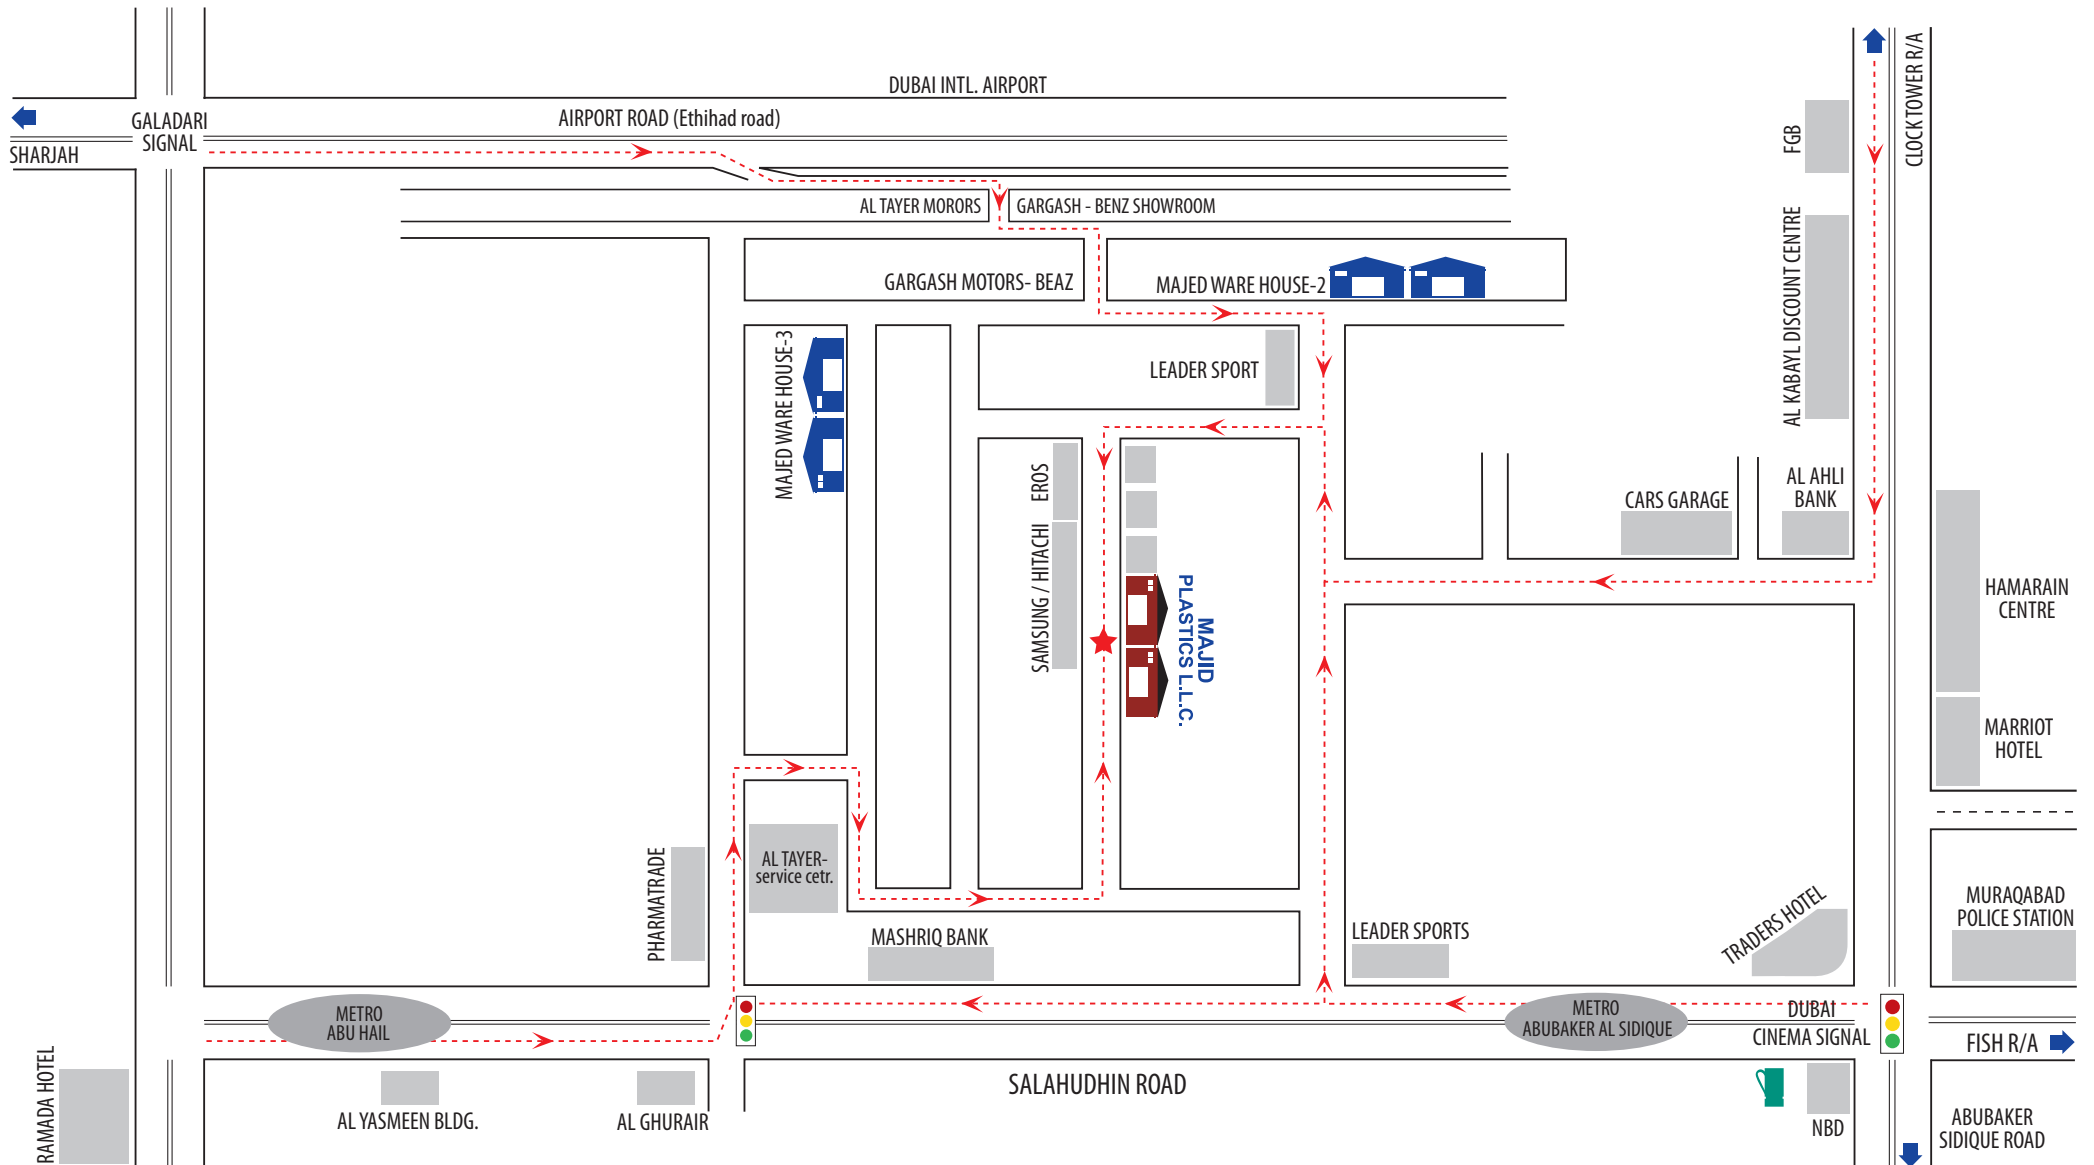 DUBAI INTL. AIRPORT
CLOCKTOWER R/A
GALADARI
SIGNAL
AIRPORT ROAD (Ethihad road)
SHARJAH
FGB
AL TAYER MORORS
GARGASH - BENZ SHOWROOM
AL KABAYL DISCOUNT CENTRE
GARGASH MOTORS- BEAZ
MAJED WARE HOUSE-2
MAJED WARE HOUSE-3
LEADER SPORT
EROS
SAMSUNG / HITACHI
CARS GARAGE
AL AHLI
BANK
MAJID
PLASTICS L.L.C.
HAMARAIN
CENTRE
MARRIOT
HOTEL
PHARMATRADE
AL TAYER-
service cetr.
MASHRIQ BANK
LEADER SPORTS
TRADERS HOTEL
MURAQABAD
POLICE STATION
METRO
ABU HAIL
METRO
ABUBAKER AL SIDIQUE
DUBAI
CINEMA SIGNAL
FISH R/A
RAMADA HOTEL
AL YASMEEN BLDG.
AL GHURAIR
SALAHUDHIN ROAD
NBD
ABUBAKER
SIDIQUE ROAD